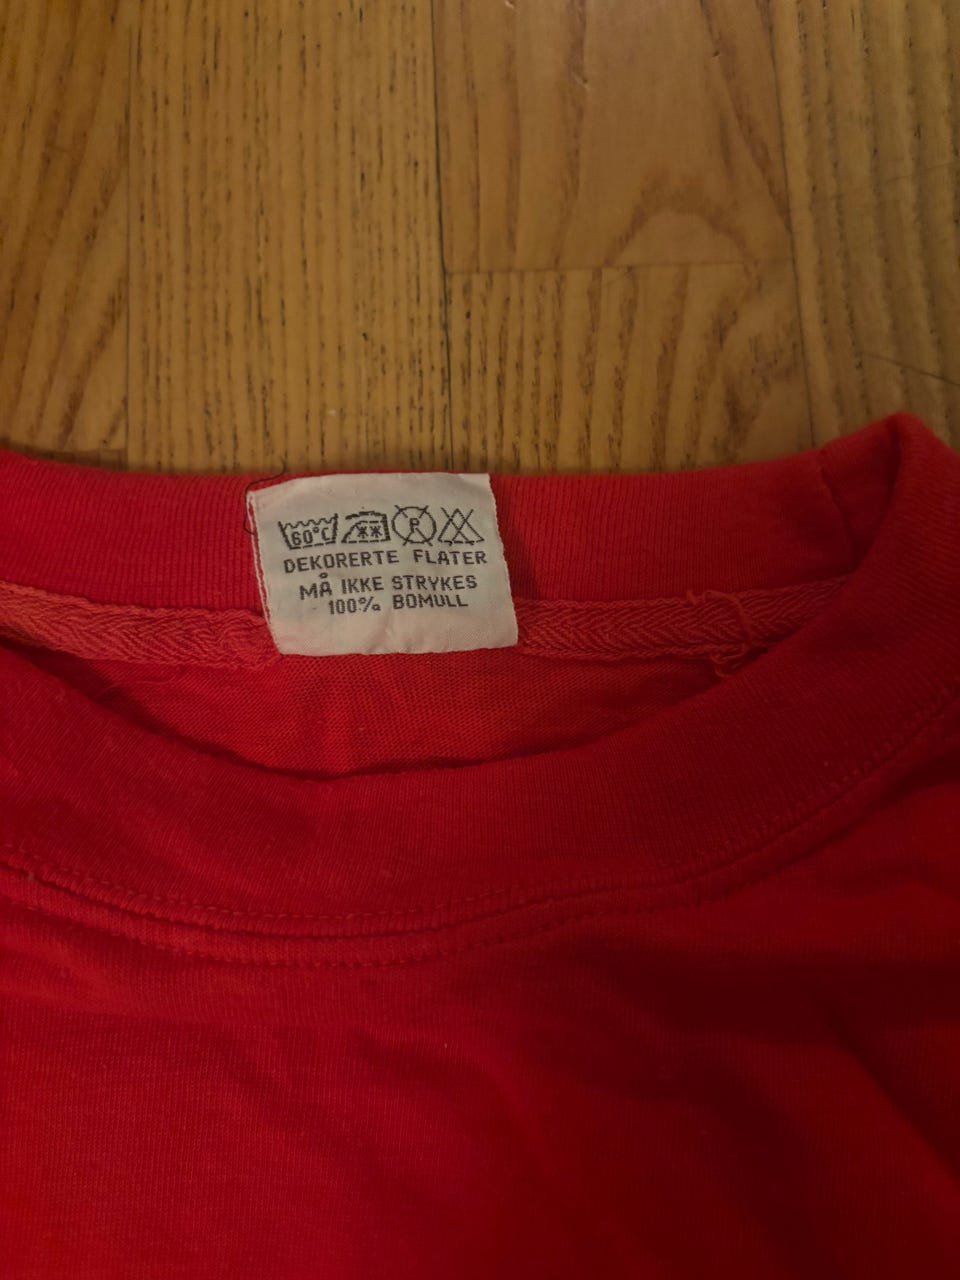 60°C P
DEKORERTE FLATER
MÅ IKKE STRYKES
100% BOMULL